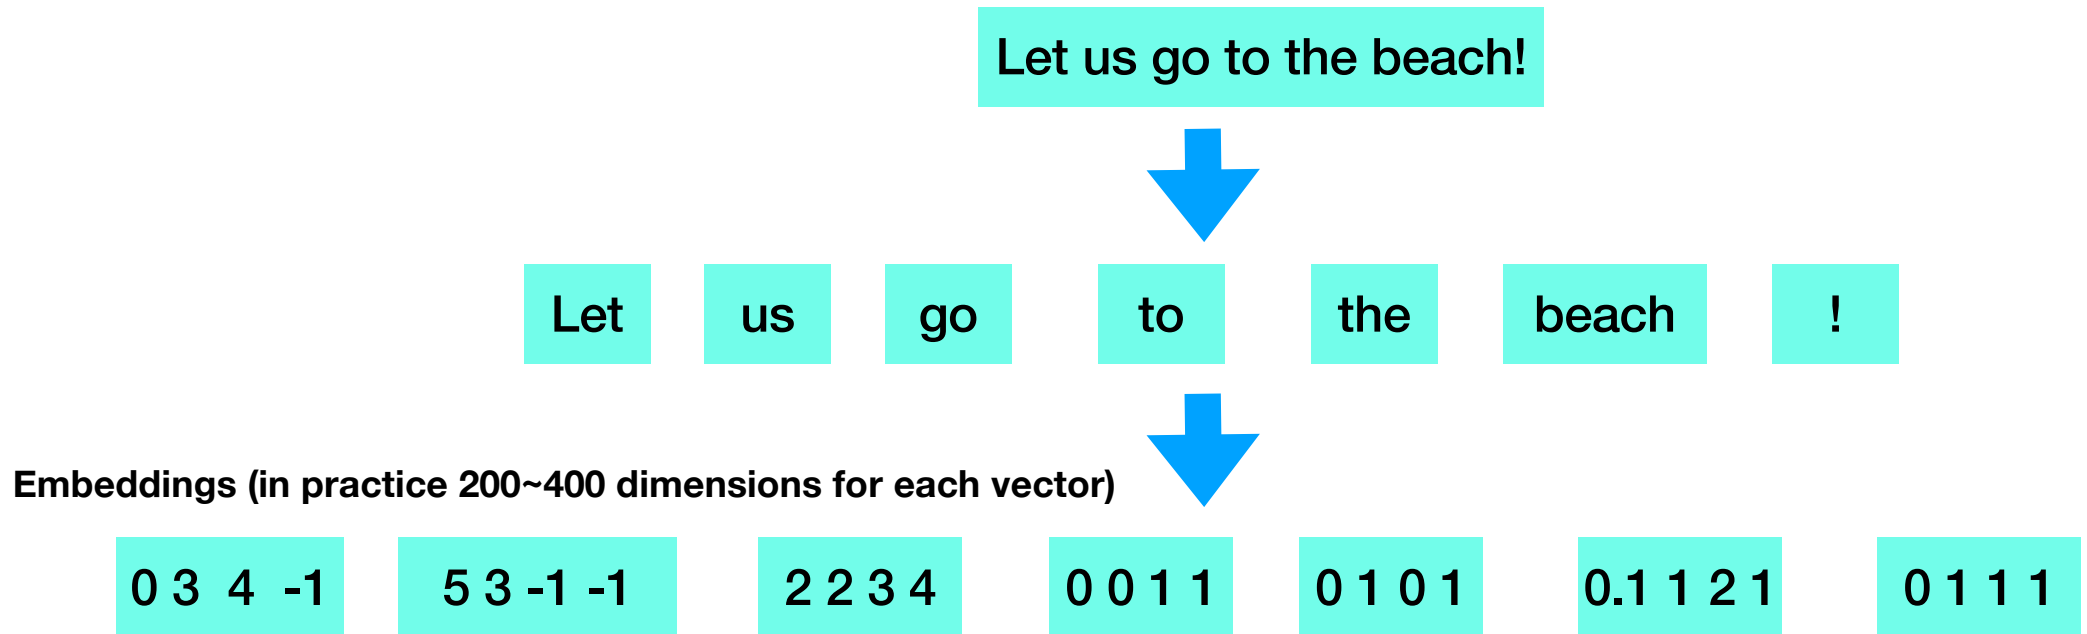 Let us go to the beach!
Let us go to the beach !
Embeddings (in practice 200~400 dimensions for each vector)
0 3 4 -1 5 3 -1 -1 2 2 3 4 0 0 1 1 0 1 0 1 0.1 1 2 1 0 1 1 1